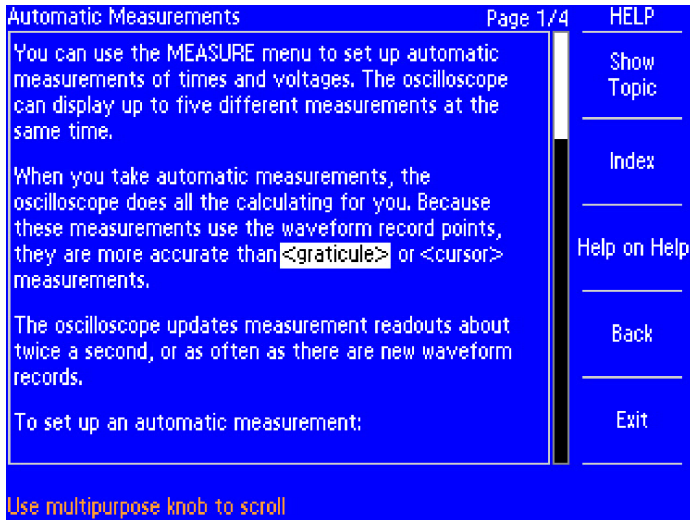 Automatic Measurements Page 1/4
You can use the MEASURE menu to set up automatic
measurements of times and voltages. The oscilloscope
can display up to five different measurements at the
same time.
When you take automatic measurements, the
oscilloscope does all the calculating for you. Because
these measurements use the waveform record points,
they are more accurate than <graticule> or <cursor>
measurements.
The oscilloscope updates measurement readouts about
twice a second, or as often as there are new waveform
records.
To set up an automatic measurement:
Use multipurpose knob to scroll
HELP
Show
Topic
Index
Help on Help
Back
Exit